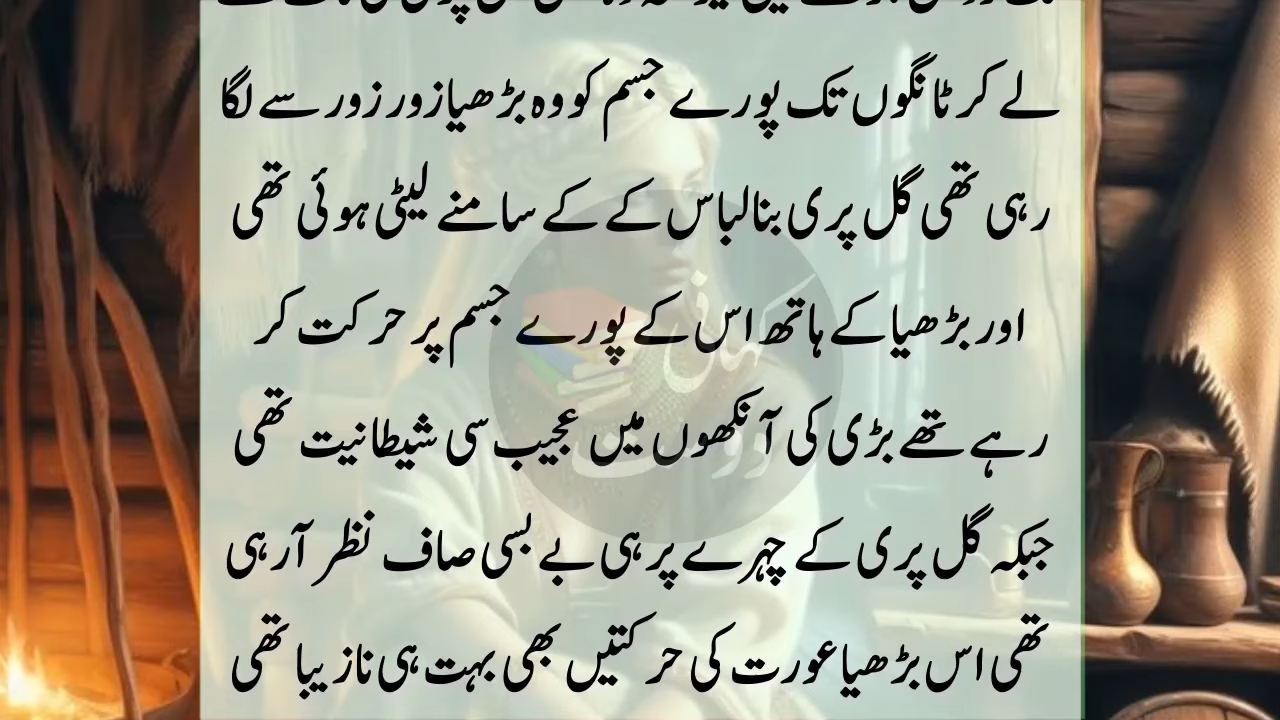 لے کر ٹانگوں تک پورے جسم کو وہ بڑھیا زور زور سے لگا
رہی تھی گل پری بنا لباس کے کے سامنے لیٹی ہوئی تھی
اور بڑھیا کے ہاتھ اس کے پورے جسم پر حرکت کر
رہے تھے بڑی کی آنکھوں میں عجیب سی شیطانیت تھی
جبکہ گل پری کے چہرے پر ہی بے بسی صاف نظر آ رہی
تھی اس بڑھیا عورت کی حرکتیں بھی بہت ہی نازیبا تھی
کہانی
دوست